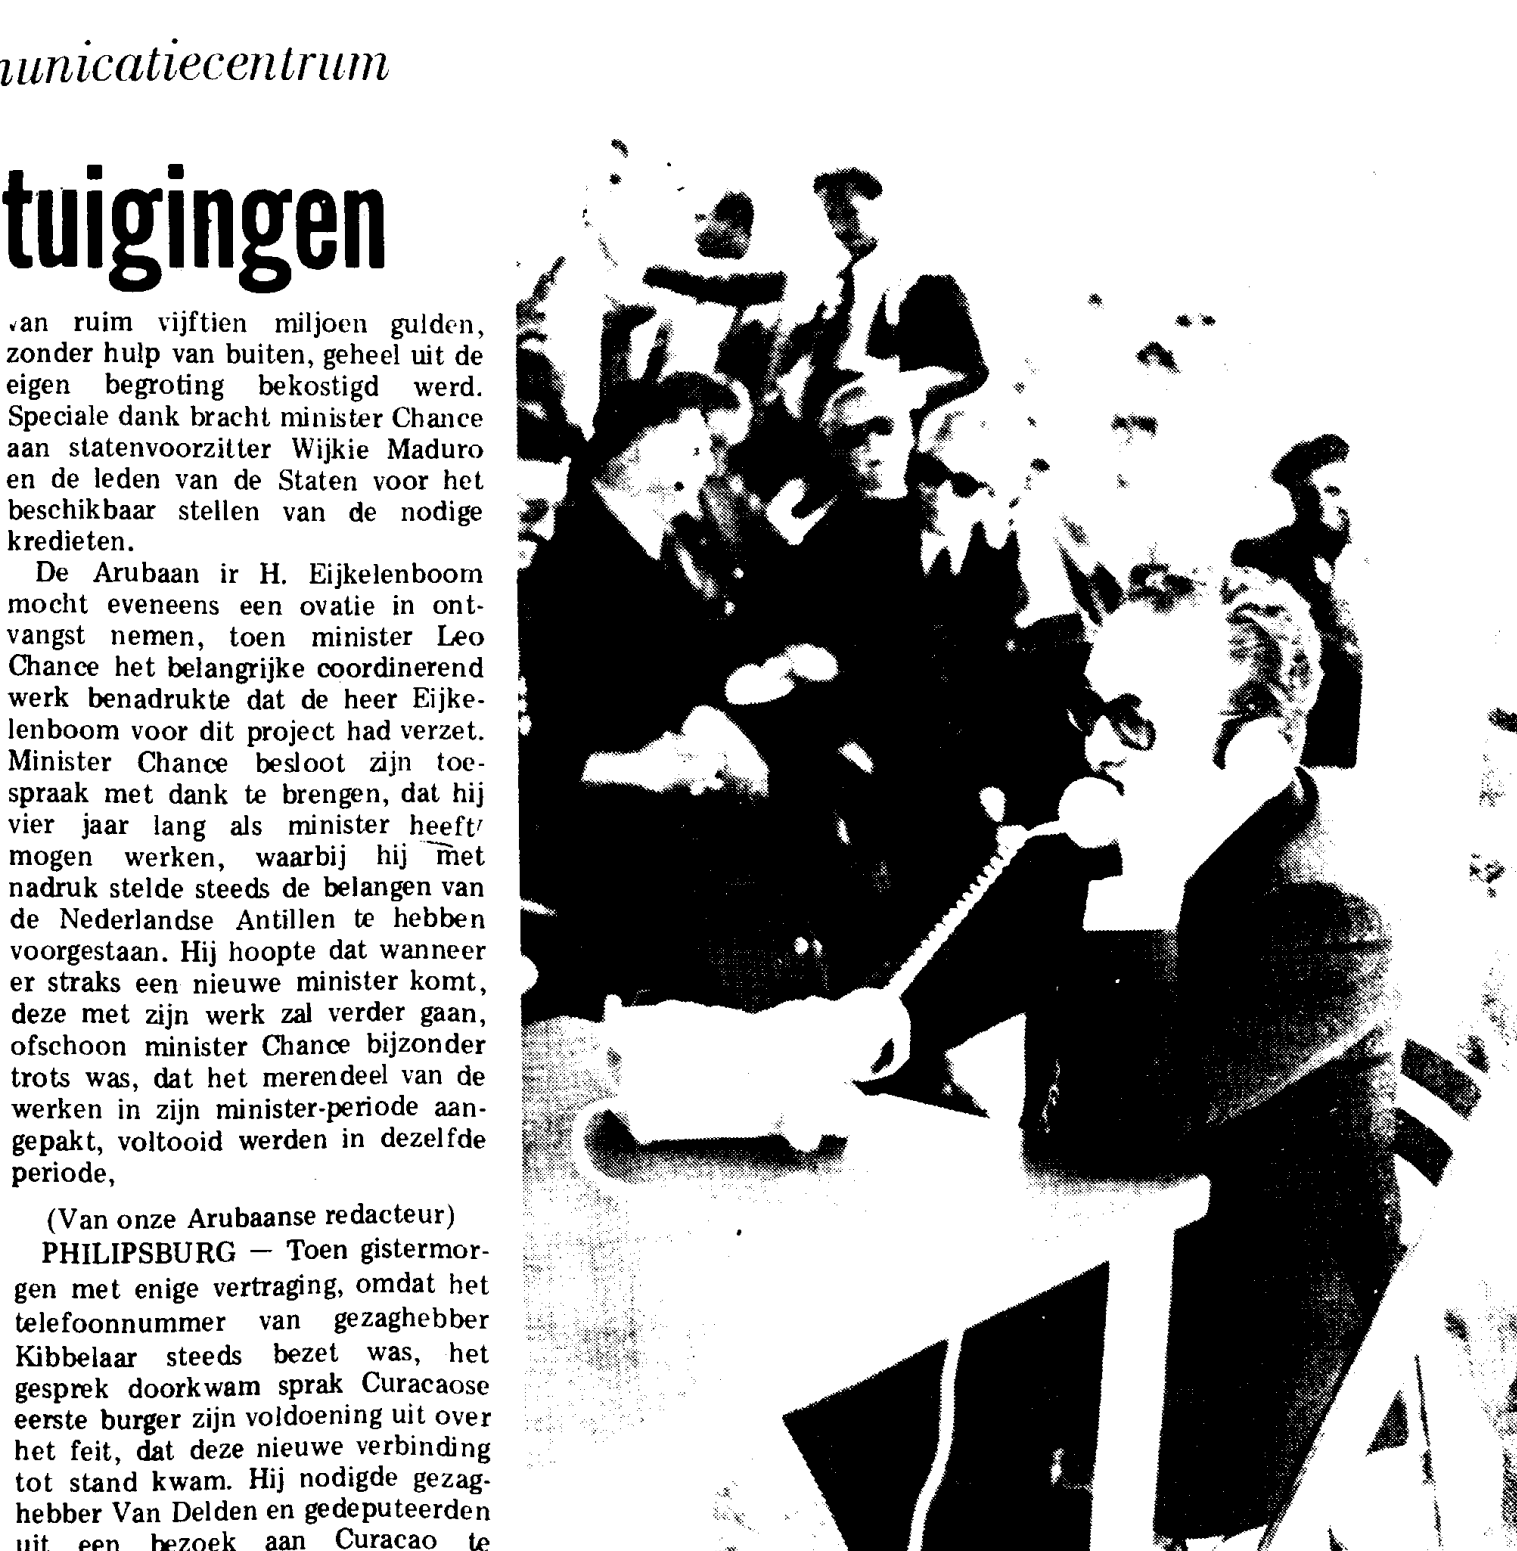 municatiecentrum
tuigingen
van ruim vijftien miljoen gulden,
zonder hulp van buiten, geheel uit de
eigen begroting bekostigd werd.
Speciale dank bracht minister Chance
aan statenvoorzitter Wijkie Maduro
en de leden van de Staten voor het
beschikbaar stellen van de nodige
kredieten.
De Arubaan ir H. Eijkelenboom
mocht eveneens een ovatie in ont-
vangst nemen, toen minister Leo
Chance het belangrijke coordinerend
werk benadrukte dat de heer Eijke-
lenboom voor dit project had verzet.
Minister Chance besloot zijn toe-
spraak met dank te brengen, dat hij
vier jaar lang als minister heeft
mogen werken, waarbij hij met
nadruk stelde steeds de belangen van
de Nederlandse Antillen te hebben
voorgestaan. Hij hoopte dat wanneer
er straks een nieuwe minister komt,
deze met zijn werk zal verder gaan,
ofschoon minister Chance bijzonder
trots was, dat het merendeel van de
werken in zijn minister-periode aan-
gepakt, voltooid werden in dezelfde
periode,
(Van onze Arubaanse redacteur)
PHILIPSBURG — Toen gistermor-
gen met enige vertraging, omdat het
telefoonnummer van gezaghebber
Kibbelaar steeds bezet was, het
gesprek doorkwam sprak Curacaose
eerste burger zijn voldoening uit over
het feit, dat deze nieuwe verbinding
tot stand kwam. Hij nodigde gezag-
hebber Van Delden en gedeputeerden
uit een bezoek aan Curacao te